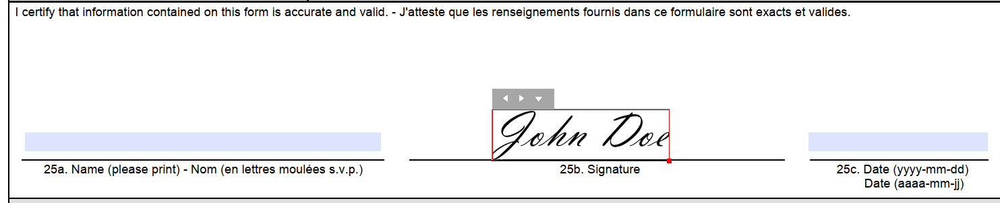 I certify that information contained on this form is accurate and valid. - J'atteste que les renseignements fournis dans ce formulaire sont exacts et valides.
John Doe
25a. Name (please print) - Nom (en lettres moulées s.v.p.)
25b. Signature
25c. Date (yyyy-mm-dd)
Date (aaaa-mm-jj)